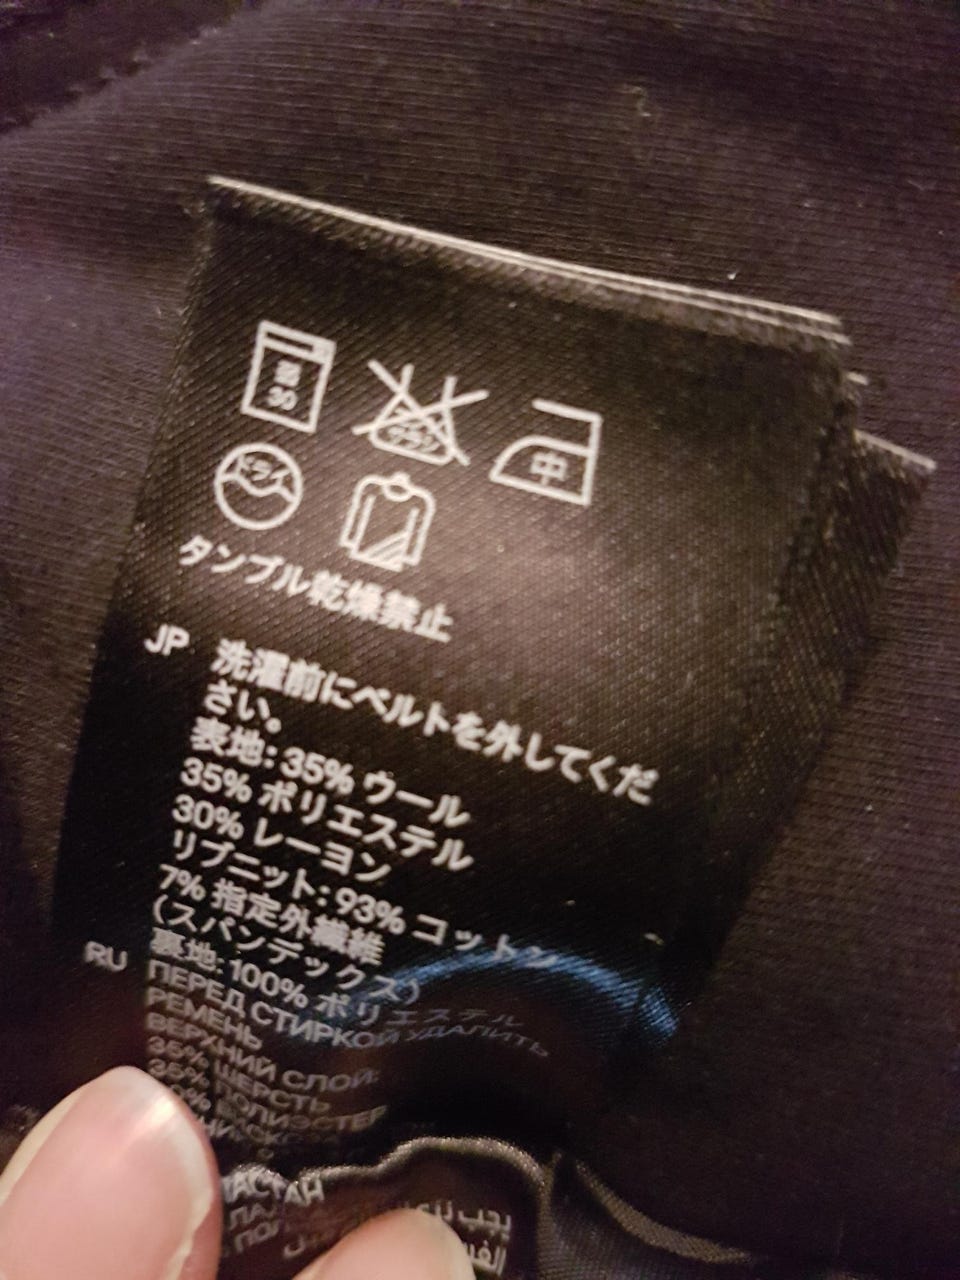 30
中
ドライ
タンブル乾燥禁止
JP 洗濯前にベルトを外してくだ
さい。
表地: 35% ウール
35% ポリエステル
30% レーヨン
リブニット: 93% コットン
7% 指定外繊維
(スパンデックス)
裏地: 100% ポリエステル
RU ПЕРЕД СТИРКОЙ УДАЛИТЬ
РЕМЕНЬ
ВЕРХНИЙ СЛОЙ:
35% ШЕРСТЬ
35% ПОЛИЭСТЕР
يجب